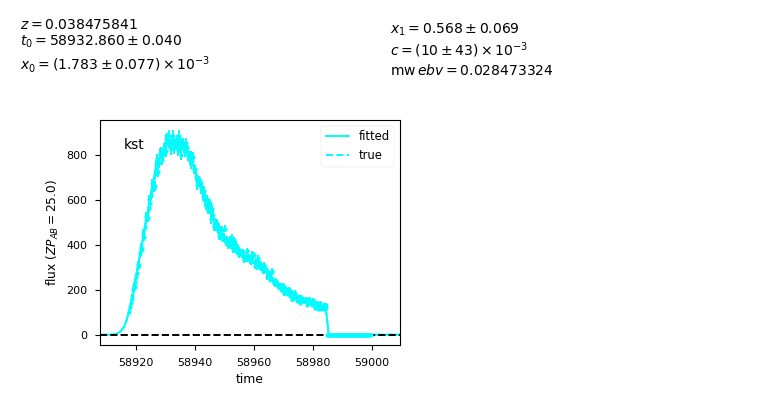 z = 0.038475841
t₀ = 58932.860 ± 0.040
x₀ = (1.783 ± 0.077) × 10⁻³
x₁ = 0.568 ± 0.069
c = (10 ± 43) × 10⁻³
mw ebv = 0.028473324
kst
fitted
true
800
600
400
200
0
flux (ZP_AB = 25.0)
58920 58940 58960 58980 59000
time